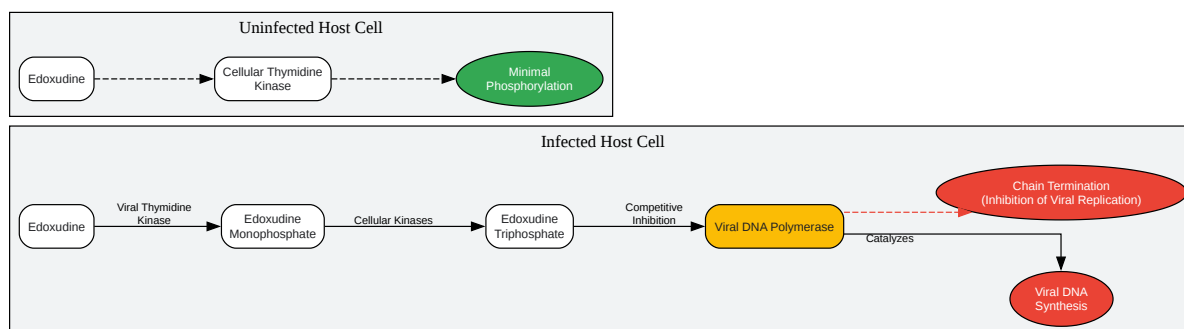 Uninfected Host Cell
Edoxudine
Cellular Thymidine
Kinase
Minimal
Phosphorylation
Infected Host Cell
Edoxudine
Viral Thymidine
Kinase
Edoxudine
Monophosphate
Cellular Kinases
Edoxudine
Triphosphate
Competitive
Inhibition
Viral DNA Polymerase
Chain Termination
(Inhibition of Viral Replication)
Catalyzes
Viral DNA
Synthesis